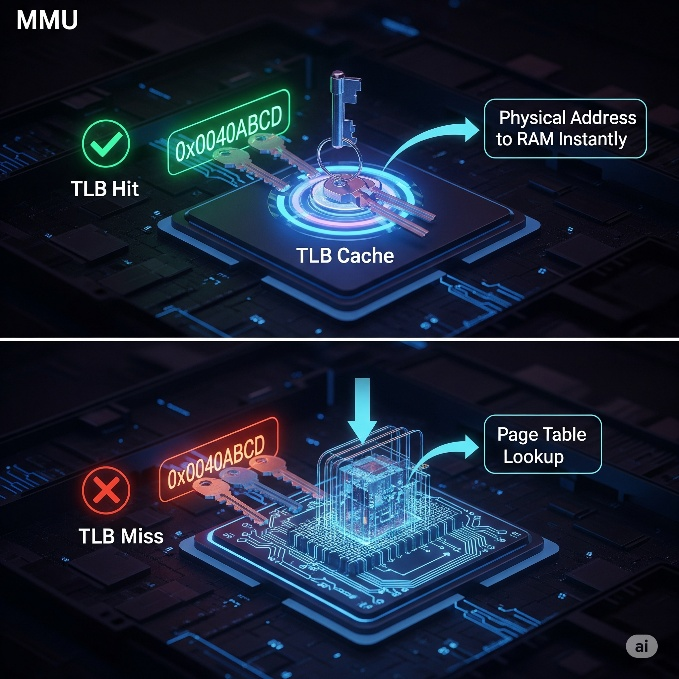 MMU
0x0040ABCD
TLB Hit
Physical Address
to RAM Instantly
TLB Cache
0x0040ABCD
TLB Miss
Page Table
Lookup
ai